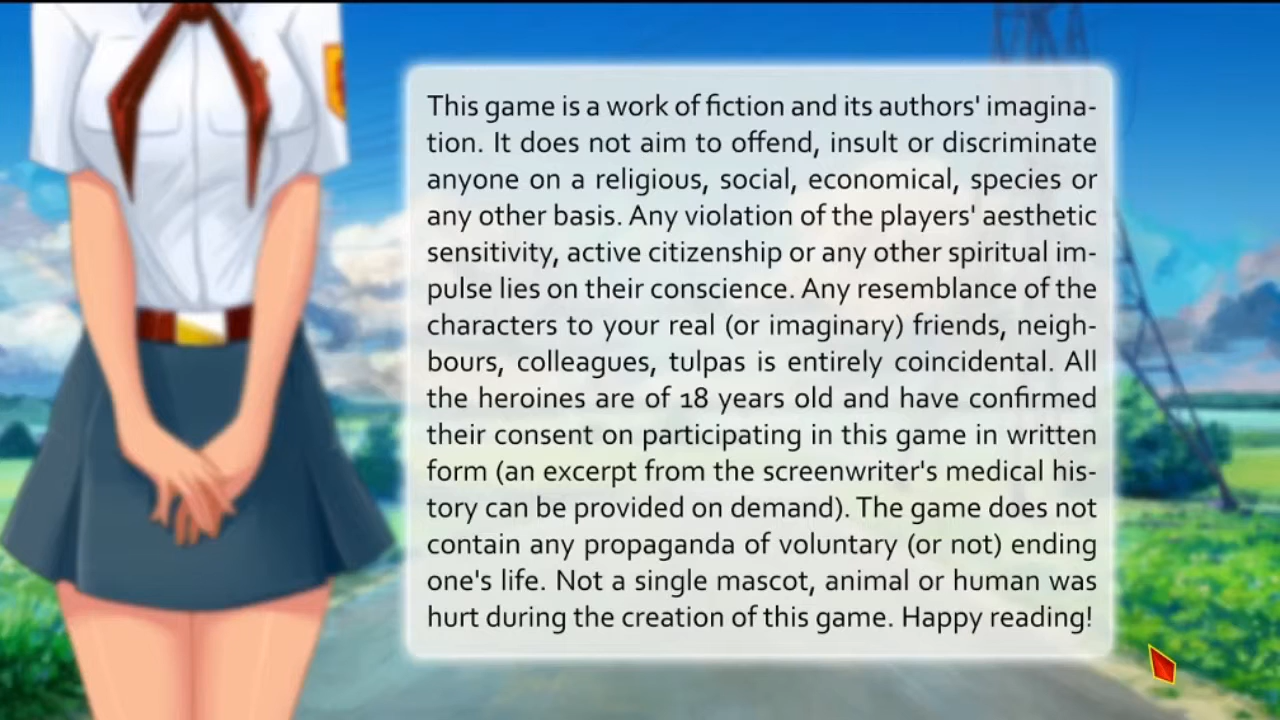 This game is a work of fiction and its authors' imagina-
tion. It does not aim to offend, insult or discriminate
anyone on a religious, social, economical, species or
any other basis. Any violation of the players' aesthetic
sensitivity, active citizenship or any other spiritual im-
pulse lies on their conscience. Any resemblance of the
characters to your real (or imaginary) friends, neigh-
bours, colleagues, tulpas is entirely coincidental. All
the heroines are of 18 years old and have confirmed
their consent on participating in this game in written
form (an excerpt from the screenwriter's medical his-
tory can be provided on demand). The game does not
contain any propaganda of voluntary (or not) ending
one's life. Not a single mascot, animal or human was
hurt during the creation of this game. Happy reading!